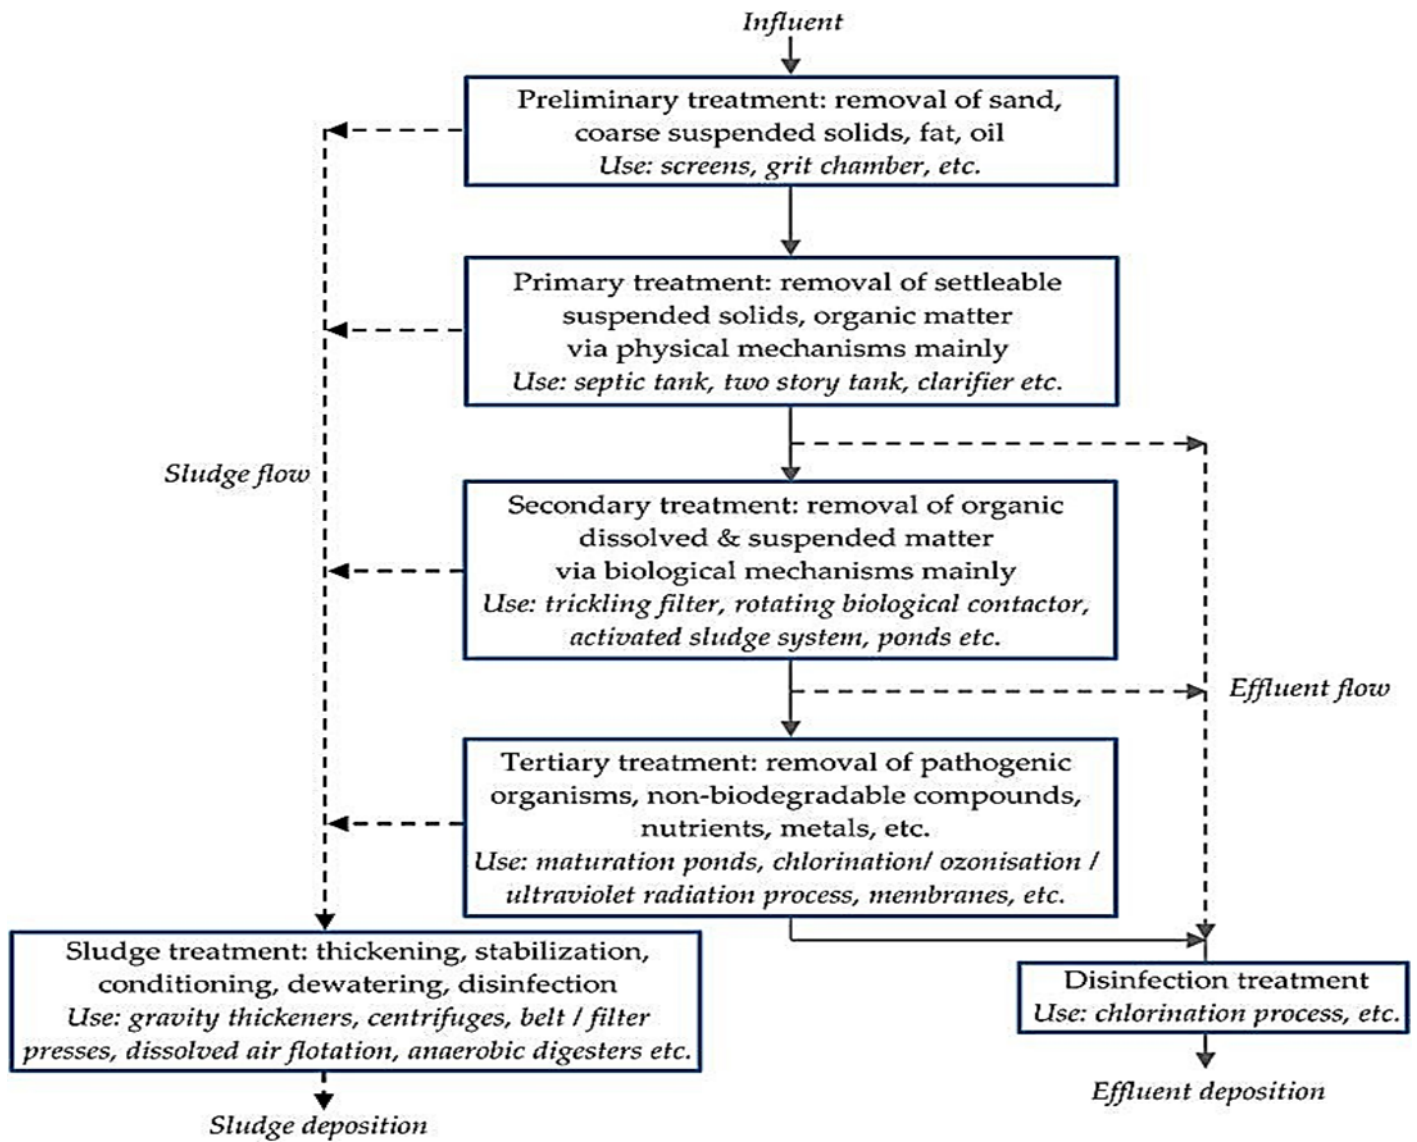 Influent
Preliminary treatment: removal of sand,
coarse suspended solids, fat, oil
Use: screens, grit chamber, etc.
Primary treatment: removal of settleable
suspended solids, organic matter
via physical mechanisms mainly
Use: septic tank, two story tank, clarifier etc.
Sludge flow
Secondary treatment: removal of organic
dissolved & suspended matter
via biological mechanisms mainly
Use: trickling filter, rotating biological contactor,
activated sludge system, ponds etc.
Effluent flow
Tertiary treatment: removal of pathogenic
organisms, non-biodegradable compounds,
nutrients, metals, etc.
Use: maturation ponds, chlorination/ ozonisation /
ultraviolet radiation process, membranes, etc.
Sludge treatment: thickening, stabilization,
conditioning, dewatering, disinfection
Use: gravity thickeners, centrifuges, belt / filter
presses, dissolved air flotation, anaerobic digesters etc.
Disinfection treatment
Use: chlorination process, etc.
Effluent deposition
Sludge deposition